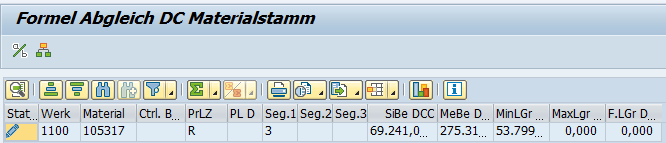 Formel Abgleich DC Materialstamm
Stat... Werk Material Ctrl. B... PrLZ PL D Seg.1 Seg.2 Seg.3 SiBe DCC MeBe D... MinLGr ... MaxLgr ... F.LGr D...
1100 105317 R 3 69.241,0... 275.31... 53.799... 0,000 0,000